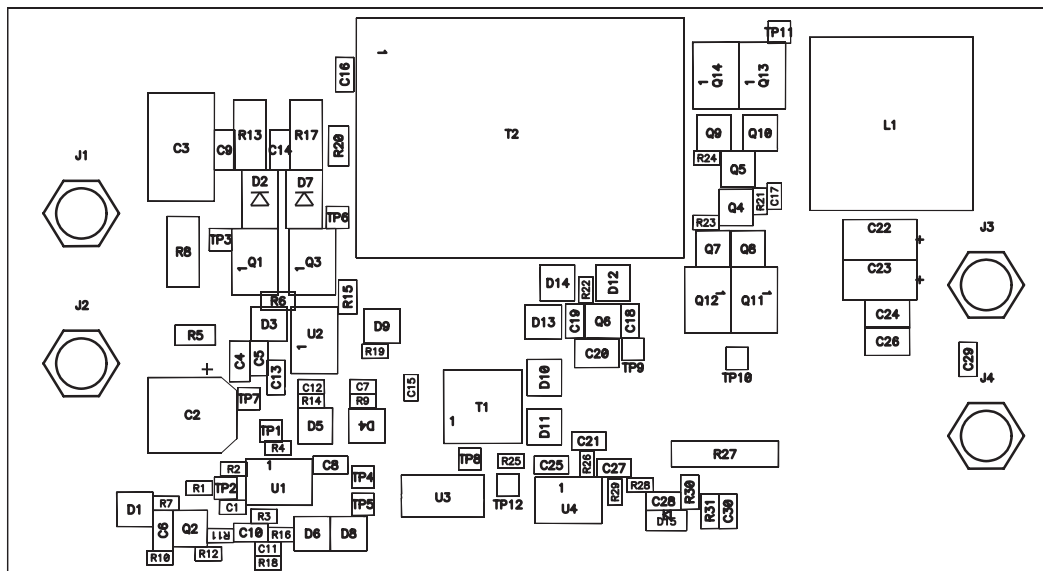 TP11
Q14
Q13
1
1
1
C16
T2
L1
R13
R17
C3
C9
C14
R20
Q9
Q10
J1
R24
Q5
D2
D7
R21
C17
Q4
TP6
R23
TP3
R8
Q1
Q3
1
1
Q7
Q8
C22
+
J3
C23
+
D14
R22
D12
R6
R15
Q12
1
Q11
1
J2
D3
U2
D9
D13
C19
Q6
C18
C24
R5
R19
C4
C5
C20
TP9
C26
+
C13
TP10
C29
J4
C12
C7
C15
D10
TP7
R14
R9
C2
T1
1
TP1
D5
D4
D11
R4
C21
R27
1
R2
C8
TP8
R25
C25
R26
C27
R1
TP2
U1
TP4
U3
TP12
1
R29
R28
R30
C1
TP5
U4
C28
D1
R7
R3
D15
R31
C30
C6
Q2
R11
C10
R16
D6
D8
R10
R12
C11
R18